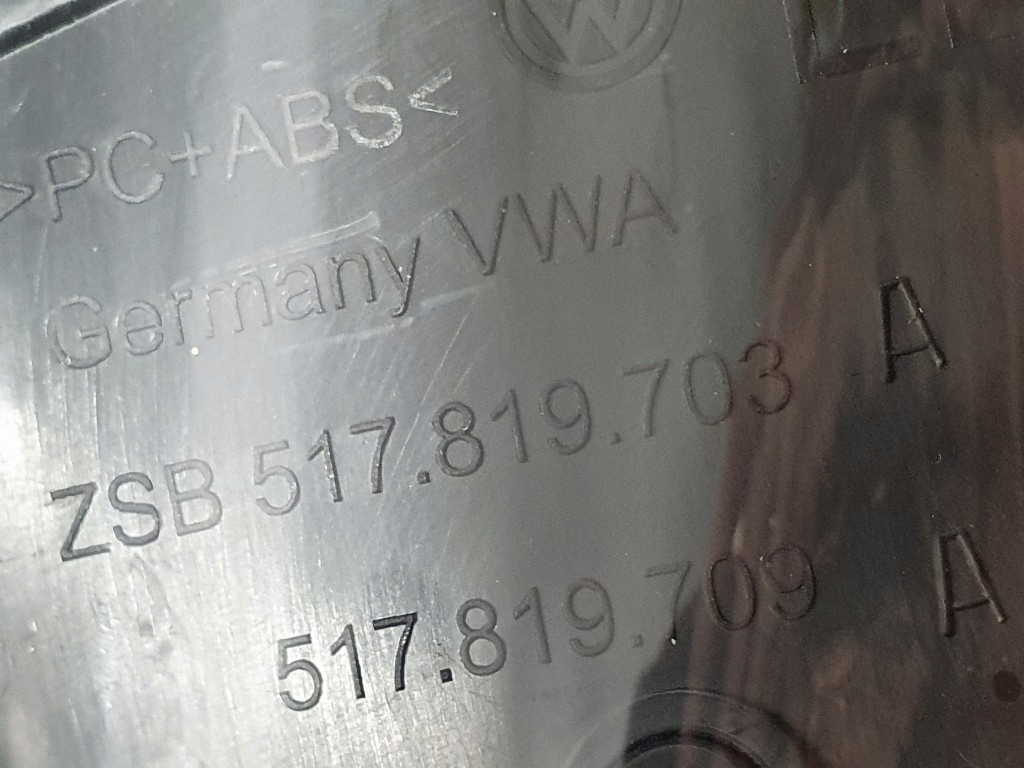 >PC+ABS<
Germany VWA
ZSB 517.819.703 A
517.819.709 A